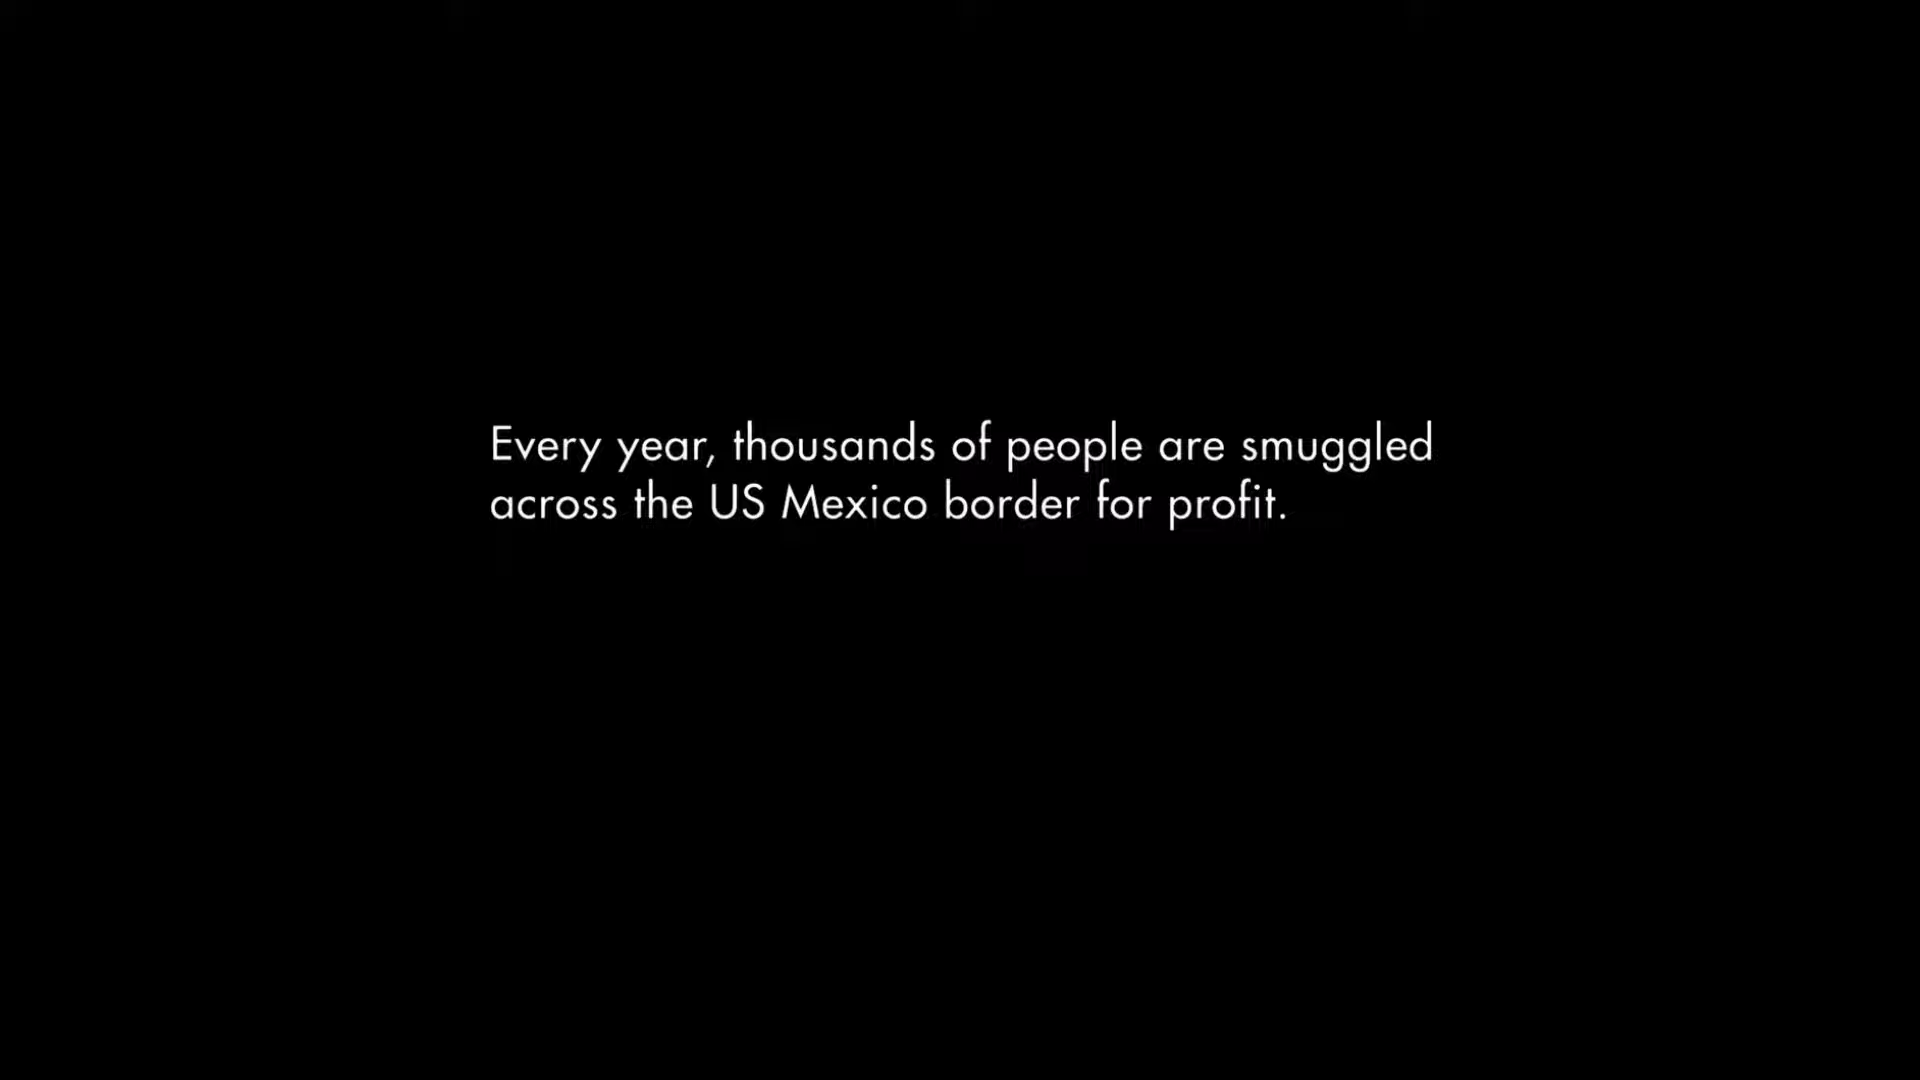 Every year, thousands of people are smuggled
across the US Mexico border for profit.